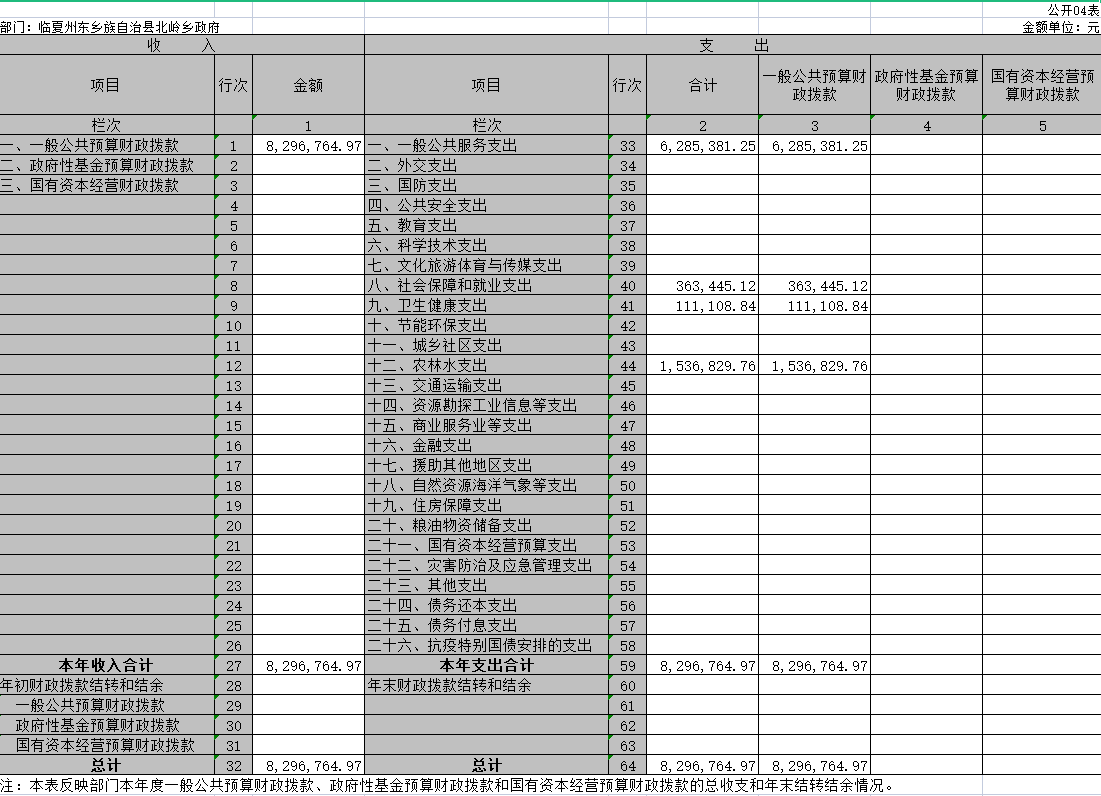 公开04表
部门：临夏州东乡族自治县北岭乡政府 金额单位：元
收 入 支 出
项目 行次 金额 项目 行次 合计 一般公共预算财政拨款 政府性基金预算财政拨款 国有资本经营预算财政拨款
栏次 1 栏次 2 3 4 5
一、一般公共预算财政拨款 1 8,296,764.97 一、一般公共服务支出 33 6,285,381.25 6,285,381.25
二、政府性基金预算财政拨款 2 二、外交支出 34
三、国有资本经营财政拨款 3 三、国防支出 35
4 四、公共安全支出 36
5 五、教育支出 37
6 六、科学技术支出 38
7 七、文化旅游体育与传媒支出 39
8 八、社会保障和就业支出 40 363,445.12 363,445.12
9 九、卫生健康支出 41 111,108.84 111,108.84
10 十、节能环保支出 42
11 十一、城乡社区支出 43
12 十二、农林水支出 44 1,536,829.76 1,536,829.76
13 十三、交通运输支出 45
14 十四、资源勘探工业信息等支出 46
15 十五、商业服务业等支出 47
16 十六、金融支出 48
17 十七、援助其他地区支出 49
18 十八、自然资源海洋气象等支出 50
19 十九、住房保障支出 51
20 二十、粮油物资储备支出 52
21 二十一、国有资本经营预算支出 53
22 二十二、灾害防治及应急管理支出 54
23 二十三、其他支出 55
24 二十四、债务还本支出 56
25 二十五、债务付息支出 57
26 二十六、抗疫特别国债安排的支出 58
本年收入合计 27 8,296,764.97 本年支出合计 59 8,296,764.97 8,296,764.97
年初财政拨款结转和结余 28 年末财政拨款结转和结余 60
一般公共预算财政拨款 29 61
政府性基金预算财政拨款 30 62
国有资本经营预算财政拨款 31 63
总计 32 8,296,764.97 总计 64 8,296,764.97 8,296,764.97
注：本表反映部门本年度一般公共预算财政拨款、政府性基金预算财政拨款和国有资本经营预算财政拨款的总收支和年末结转结余情况。